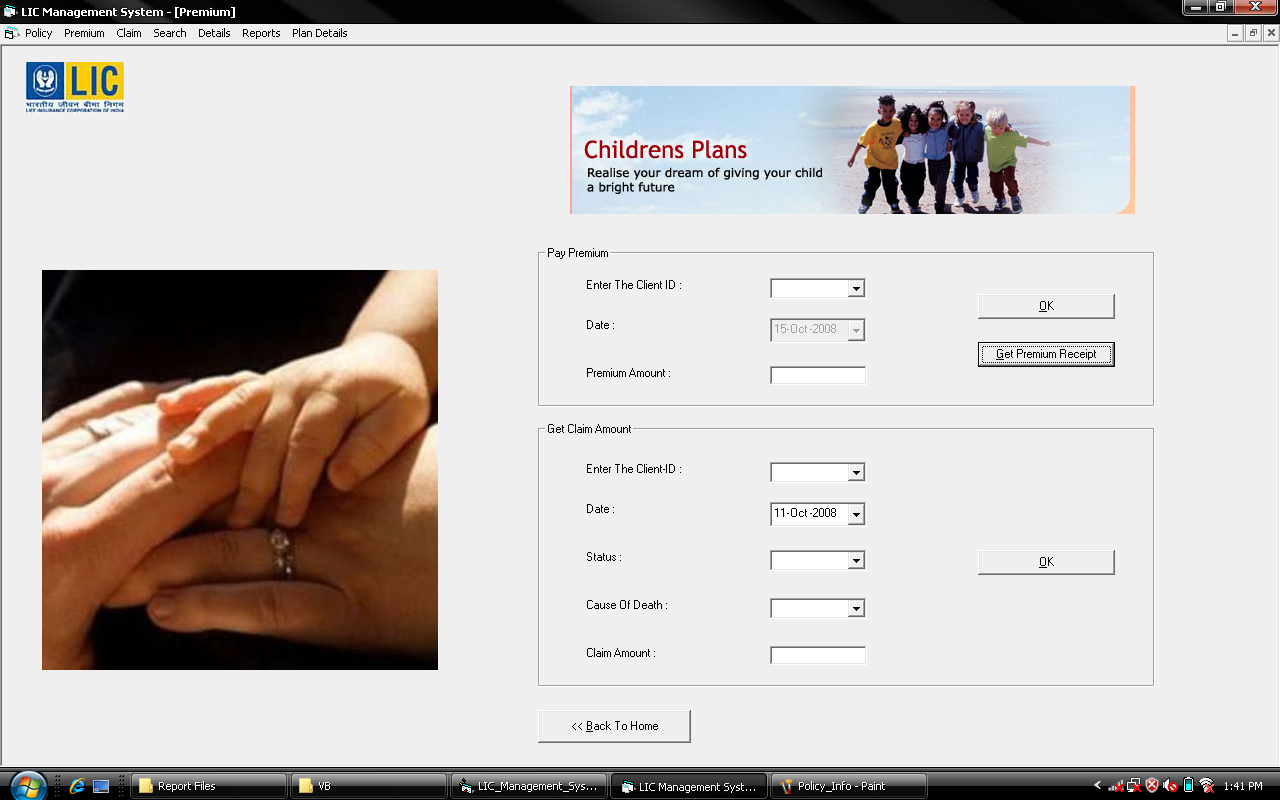 LIC Management System - [Premium]
Policy Premium Claim Search Details Reports Plan Details
LIC
भारतीय जीवन बीमा निगम
LIFE INSURANCE CORPORATION OF INDIA
Childrens Plans
Realise your dream of giving your child
a bright future
Pay Premium
Enter The Client ID :
OK
Date :
15-Oct-2008
Get Premium Receipt
Premium Amount :
Get Claim Amount
Enter The Client-ID :
Date :
11-Oct-2008
Status :
OK
Cause Of Death :
Claim Amount :
<< Back To Home
Report Files
VB
LIC_Management_Sys...
LIC Management Syst...
Policy_Info - Paint
1:41 PM